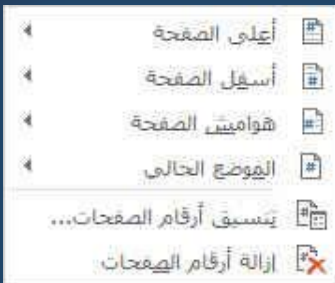 أعلى الصفحة
أسفل الصفحة
هوامش الصفحة
الموضع الحالي
تنسيق أرقام الصفحات...
إزالة أرقام الصفحات